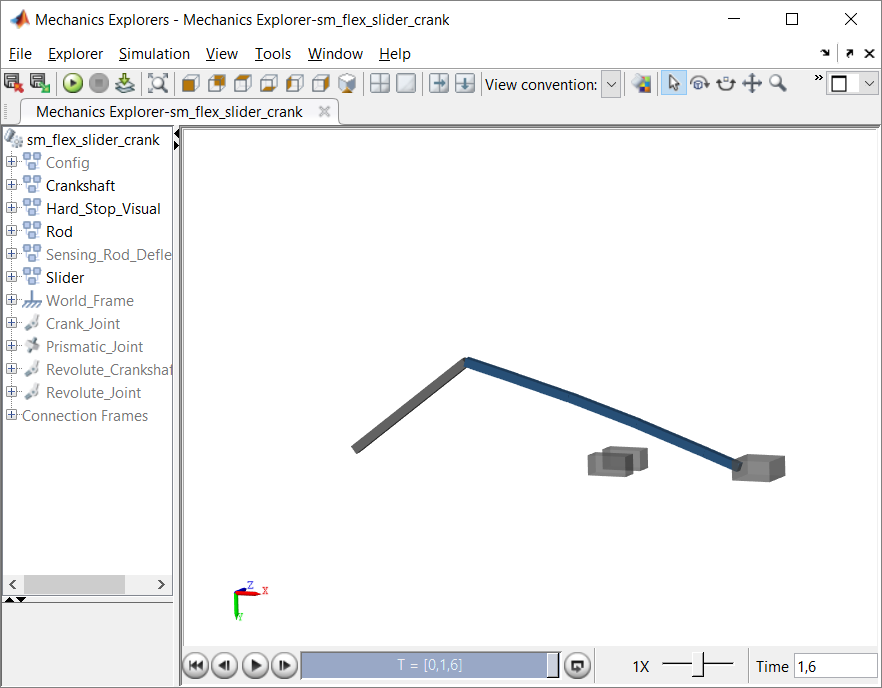 Mechanics Explorers - Mechanics Explorer-sm_flex_slider_crank
File Explorer Simulation View Tools Window Help
View convention:
Mechanics Explorer-sm_flex_slider_crank
sm_flex_slider_crank
Config
Crankshaft
Hard_Stop_Visual
Rod
Sensing_Rod_Defle
Slider
World_Frame
Crank_Joint
Prismatic_Joint
Revolute_Crankshaf
Revolute_Joint
Connection Frames
Z
X
Y
T = [0,1,6]
1X
Time 1,6